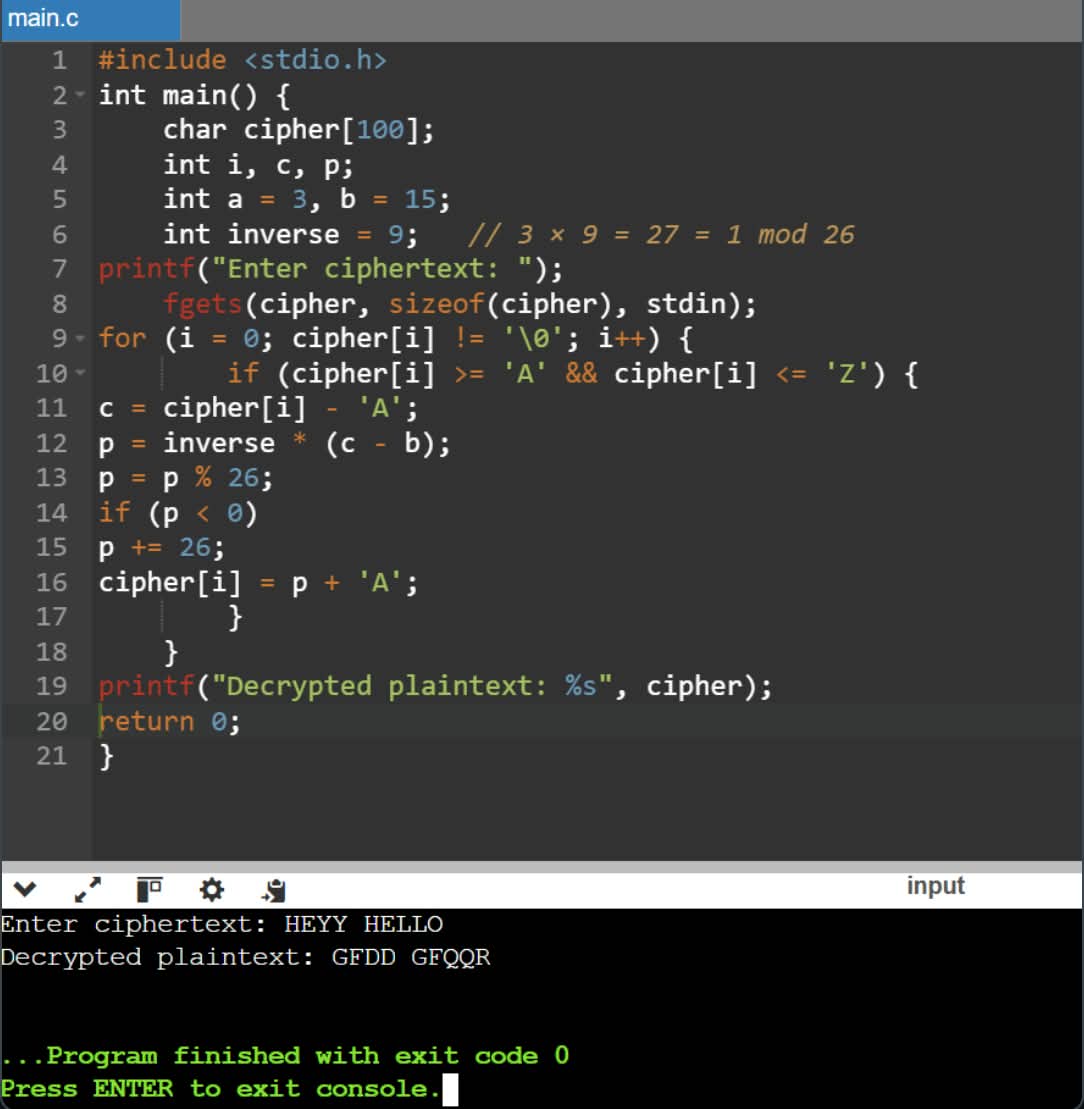 main.c
1 #include <stdio.h>
2 int main() {
3     char cipher[100];
4     int i, c, p;
5     int a = 3, b = 15;
6     int inverse = 9;   // 3 × 9 = 27 = 1 mod 26
7 printf("Enter ciphertext: ");
8     fgets(cipher, sizeof(cipher), stdin);
9 for (i = 0; cipher[i] != '\0'; i++) {
10         if (cipher[i] >= 'A' && cipher[i] <= 'Z') {
11 c = cipher[i] - 'A';
12 p = inverse * (c - b);
13 p = p % 26;
14 if (p < 0)
15 p += 26;
16 cipher[i] = p + 'A';
17         }
18     }
19 printf("Decrypted plaintext: %s", cipher);
20 return 0;
21 }
input
Enter ciphertext: HEYY HELLO
Decrypted plaintext: GFDD GFQQR
...Program finished with exit code 0
Press ENTER to exit console.